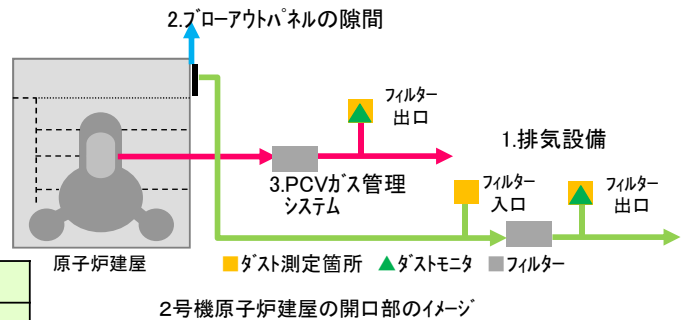 2.ブローアウトパネルの隙間
フィルター
出口
1.排気設備
3.PCVガス管理
システム
フィルター
入口
フィルター
出口
原子炉建屋
ダスト測定箇所 ダストモニタ フィルター
2号機原子炉建屋の開口部のイメージ